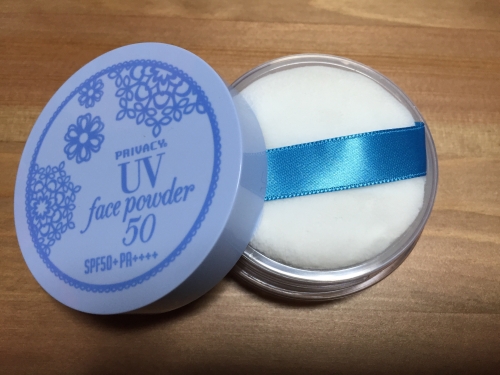 PRIVACY
UV
face powder
50
SPF50+ PA++++